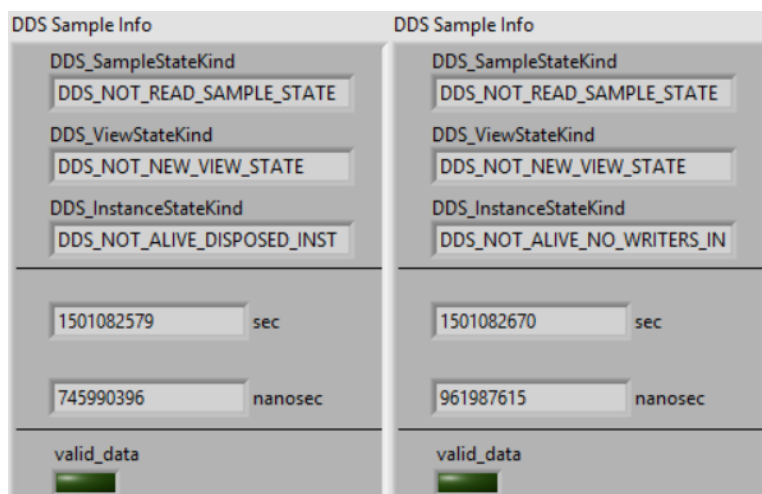 DDS Sample Info
DDS_SampleStateKind
DDS_NOT_READ_SAMPLE_STATE
DDS_ViewStateKind
DDS_NOT_NEW_VIEW_STATE
DDS_InstanceStateKind
DDS_NOT_ALIVE_DISPOSED_INST
1501082579 sec
745990396 nanosec
valid_data
DDS Sample Info
DDS_SampleStateKind
DDS_NOT_READ_SAMPLE_STATE
DDS_ViewStateKind
DDS_NOT_NEW_VIEW_STATE
DDS_InstanceStateKind
DDS_NOT_ALIVE_NO_WRITERS_IN
1501082670 sec
961987615 nanosec
valid_data